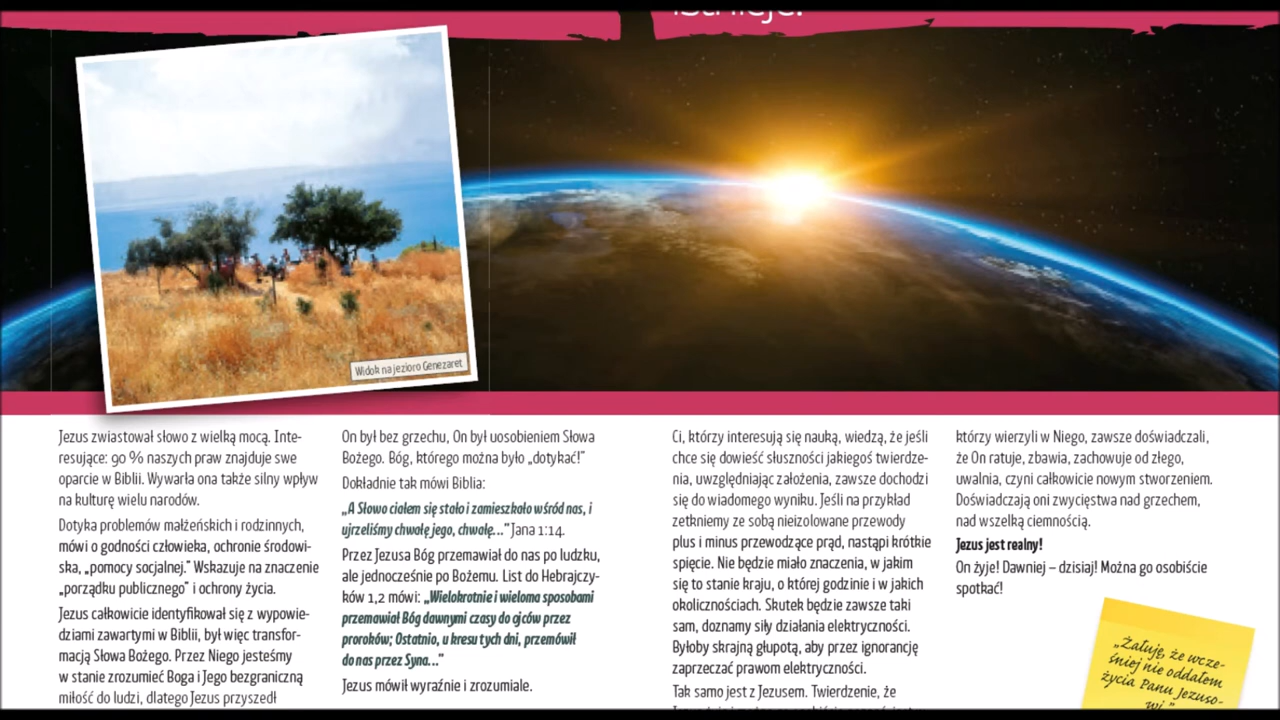 istnieje!
Widok na jezioro Genezaret
Jezus zwiastował słowo z wielką mocą. Inte-
resujące: 90 % naszych praw znajduje swe
oparcie w Biblii. Wywarła ona także silny wpływ
na kulturę wielu narodów.
Dotyka problemów małżeńskich i rodzinnych,
mówi o godności człowieka, ochronie środowi-
ska, „pomocy socjalnej.” Wskazuje na znaczenie
„porządku publicznego” i ochrony życia.
Jezus całkowicie identyfikował się z wypowie-
dziami zawartymi w Biblii, był więc transfor-
macją Słowa Bożego. Przez Niego jesteśmy
w stanie zrozumieć Boga i Jego bezgraniczną
miłość do ludzi, dlatego Jezus przyszedł
On był bez grzechu, On był uosobieniem Słowa
Bożego. Bóg, którego można było „dotykać!”
Dokładnie tak mówi Biblia:
„A Słowo ciałem się stało i zamieszkało wśród nas, i
ujrzeliśmy chwałę jego, chwałę...” Jana 1:14.
Przez Jezusa Bóg przemawiał do nas po ludzku,
ale jednocześnie po Bożemu. List do Hebrajczy-
ków 1,2 mówi: „Wielokrotnie i wieloma sposobami
przemawiał Bóg dawnymi czasy do ojców przez
proroków; Ostatnio, u kresu tych dni, przemówił
do nas przez Syna...”
Jezus mówił wyraźnie i zrozumiale.
Ci, którzy interesują się nauką, wiedzą, że jeśli
chce się dowieść słuszności jakiegoś twierdze-
nia, uwzględniając założenia, zawsze dochodzi
się do wiadomego wyniku. Jeśli na przykład
zetkniemy ze sobą nieizolowane przewody
plus i minus przewodzące prąd, nastąpi krótkie
spięcie. Nie będzie miało znaczenia, w jakim
się to stanie kraju, o której godzinie i w jakich
okolicznościach. Skutek będzie zawsze taki
sam, doznamy siły działania elektryczności.
Byłoby skrajną głupotą, aby przez ignorancję
zaprzeczać prawom elektryczności.
Tak samo jest z Jezusem. Twierdzenie, że
którzy wierzyli w Niego, zawsze doświadczali,
że On ratuje, zbawia, zachowuje od złego,
uwalnia, czyni całkowicie nowym stworzeniem.
Doświadczają oni zwycięstwa nad grzechem,
nad wszelką ciemnością.
Jezus jest realny!
On żyje! Dawniej – dzisiaj! Można go osobiście
spotkać!
„Żałuję, że wcze-
śniej nie oddałem
życia Panu Jezuso-
wi.”